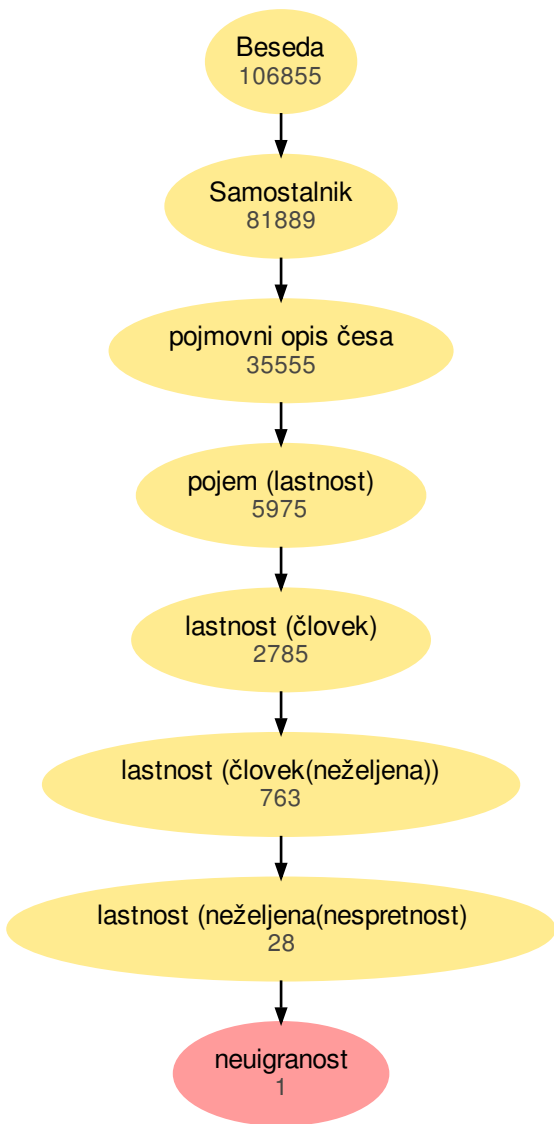 Beseda
106855
Samostalnik
81889
pojmovni opis česa
35555
pojem (lastnost)
5975
lastnost (človek)
2785
lastnost (človek(neželjena))
763
lastnost (neželjena(nespretnost)
28
neuigranost
1